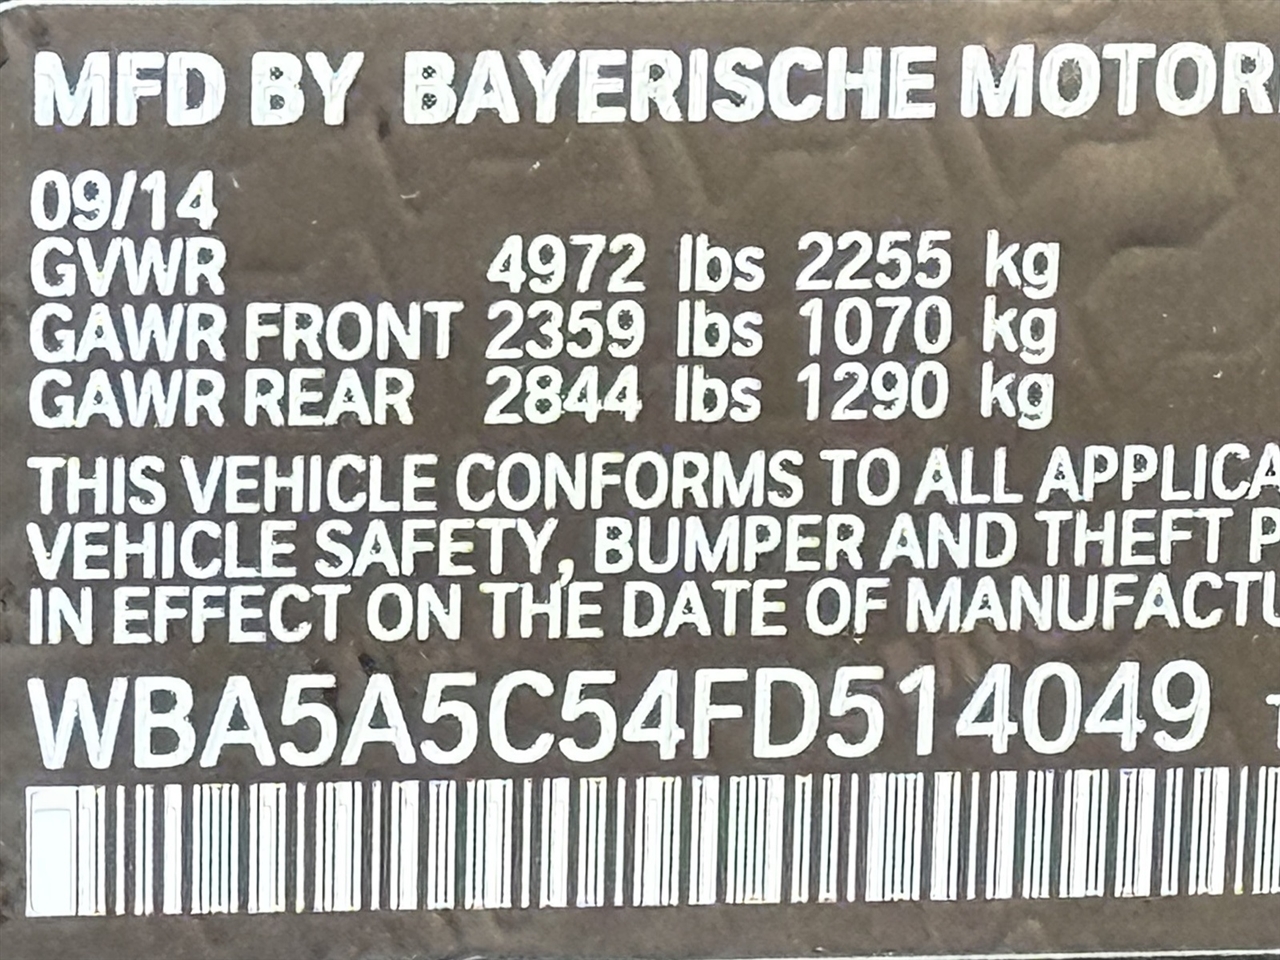 MFD BY BAYERISCHE MOTOR
09/14
GVWR 4972 lbs 2255 kg
GAWR FRONT 2359 lbs 1070 kg
GAWR REAR 2844 lbs 1290 kg
THIS VEHICLE CONFORMS TO ALL APPLICA
VEHICLE SAFETY, BUMPER AND THEFT P
IN EFFECT ON THE DATE OF MANUFACTU
WBA5A5C54FD514049